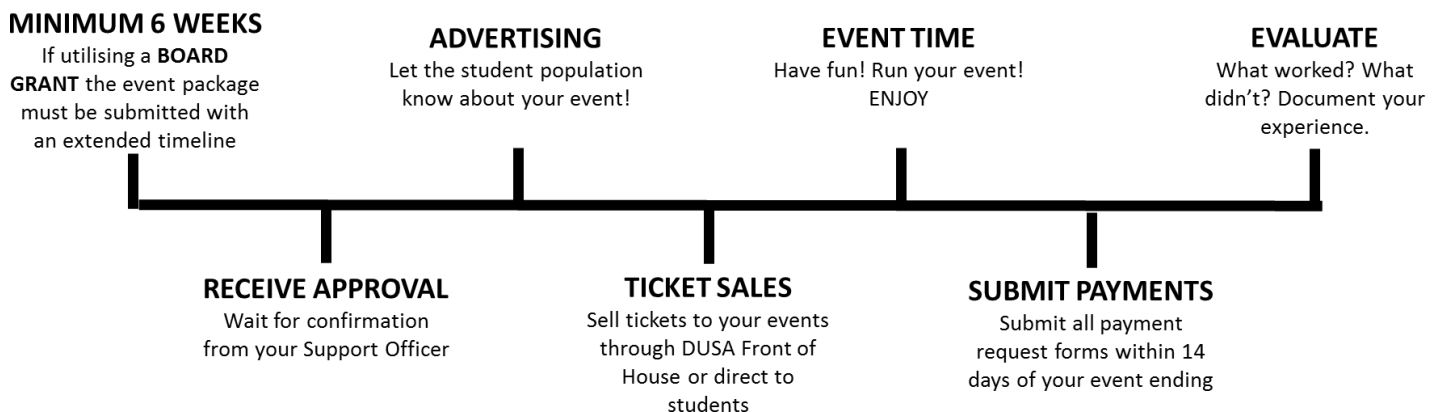 MINIMUM 6 WEEKS
If utilising a BOARD
GRANT the event package
must be submitted with
an extended timeline
RECEIVE APPROVAL
Wait for confirmation
from your Support Officer
ADVERTISING
Let the student population
know about your event!
TICKET SALES
Sell tickets to your events
through DUSA Front of
House or direct to
students
EVENT TIME
Have fun! Run your event!
ENJOY
SUBMIT PAYMENTS
Submit all payment
request forms within 14
days of your event ending
EVALUATE
What worked? What
didn't? Document your
experience.